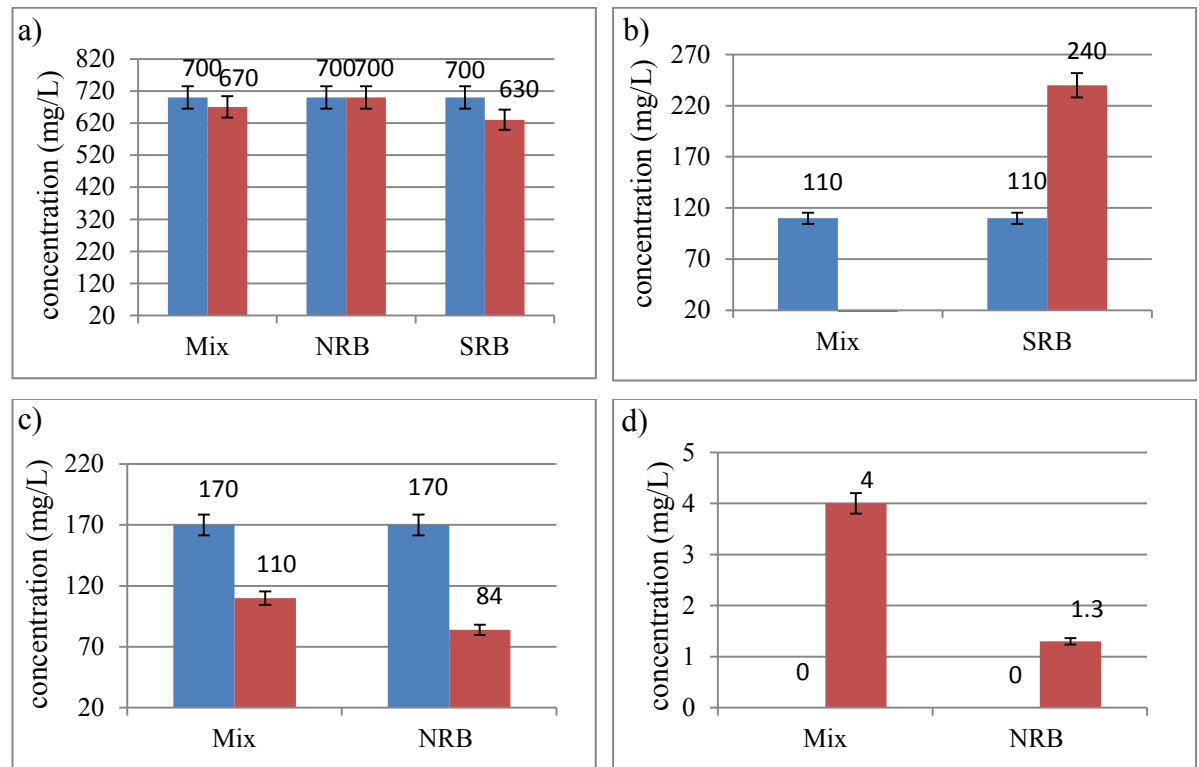 a)
concentration (mg/L)
820
720
620
520
420
320
220
120
20
700
670
700
700
700
630
Mix
NRB
SRB
b)
concentration (mg/L)
270
220
170
120
70
20
110
110
240
Mix
SRB
c)
concentration (mg/L)
220
170
120
70
20
170
110
170
84
Mix
NRB
d)
concentration (mg/L)
5
4
3
2
1
0
0
4
0
1.3
Mix
NRB